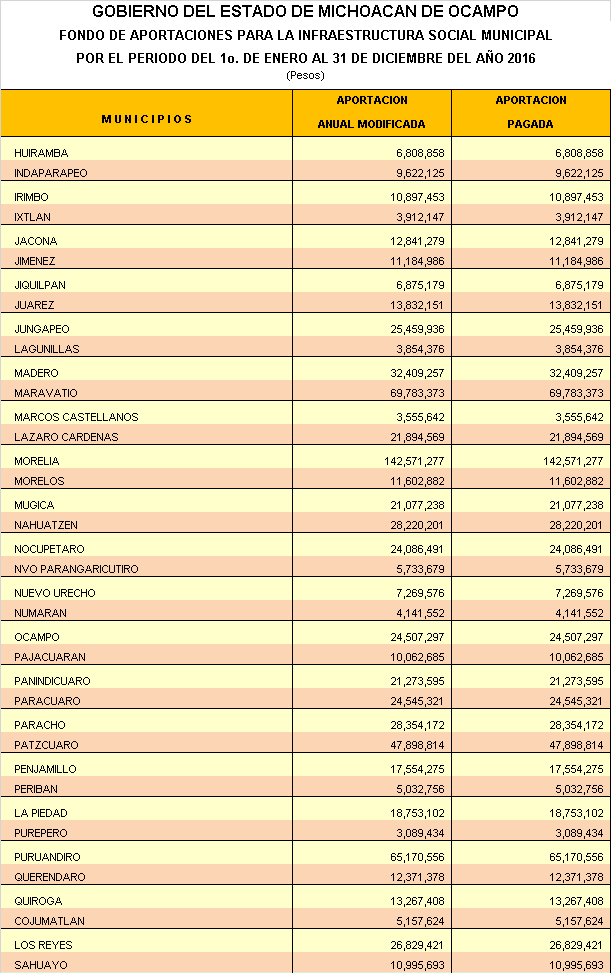 GOBIERNO DEL ESTADO DE MICHOACAN DE OCAMPO
FONDO DE APORTACIONES PARA LA INFRAESTRUCTURA SOCIAL MUNICIPAL
POR EL PERIODO DEL 1o. DE ENERO AL 31 DE DICIEMBRE DEL AÑO 2016
(Pesos)
MUNICIPIOS APORTACION ANUAL MODIFICADA APORTACION PAGADA
HUIRAMBA 6,808,858 6,808,858
INDAPARAPEO 9,622,125 9,622,125
IRIMBO 10,897,453 10,897,453
IXTLAN 3,912,147 3,912,147
JACONA 12,841,279 12,841,279
JIMENEZ 11,184,986 11,184,986
JIQUILPAN 6,875,179 6,875,179
JUAREZ 13,832,151 13,832,151
JUNGAPEO 25,459,936 25,459,936
LAGUNILLAS 3,854,376 3,854,376
MADERO 32,409,257 32,409,257
MARAVATIO 69,783,373 69,783,373
MARCOS CASTELLANOS 3,555,642 3,555,642
LAZARO CARDENAS 21,894,569 21,894,569
MORELIA 142,571,277 142,571,277
MORELOS 11,602,882 11,602,882
MUGICA 21,077,238 21,077,238
NAHUATZEN 28,220,201 28,220,201
NOCUPETARO 24,086,491 24,086,491
NVO PARANGARICUTIRO 5,733,679 5,733,679
NUEVO URECHO 7,269,576 7,269,576
NUMARAN 4,141,552 4,141,552
OCAMPO 24,507,297 24,507,297
PAJACUARAN 10,062,685 10,062,685
PANINDICUARO 21,273,595 21,273,595
PARACUARO 24,545,321 24,545,321
PARACHO 28,354,172 28,354,172
PATZCUARO 47,898,814 47,898,814
PENJAMILLO 17,554,275 17,554,275
PERIBAN 5,032,756 5,032,756
LA PIEDAD 18,753,102 18,753,102
PUREPERO 3,089,434 3,089,434
PURUANDIRO 65,170,556 65,170,556
QUERENDARO 12,371,378 12,371,378
QUIROGA 13,267,408 13,267,408
COJUMATLAN 5,157,624 5,157,624
LOS REYES 26,829,421 26,829,421
SAHUAYO 10,995,693 10,995,693